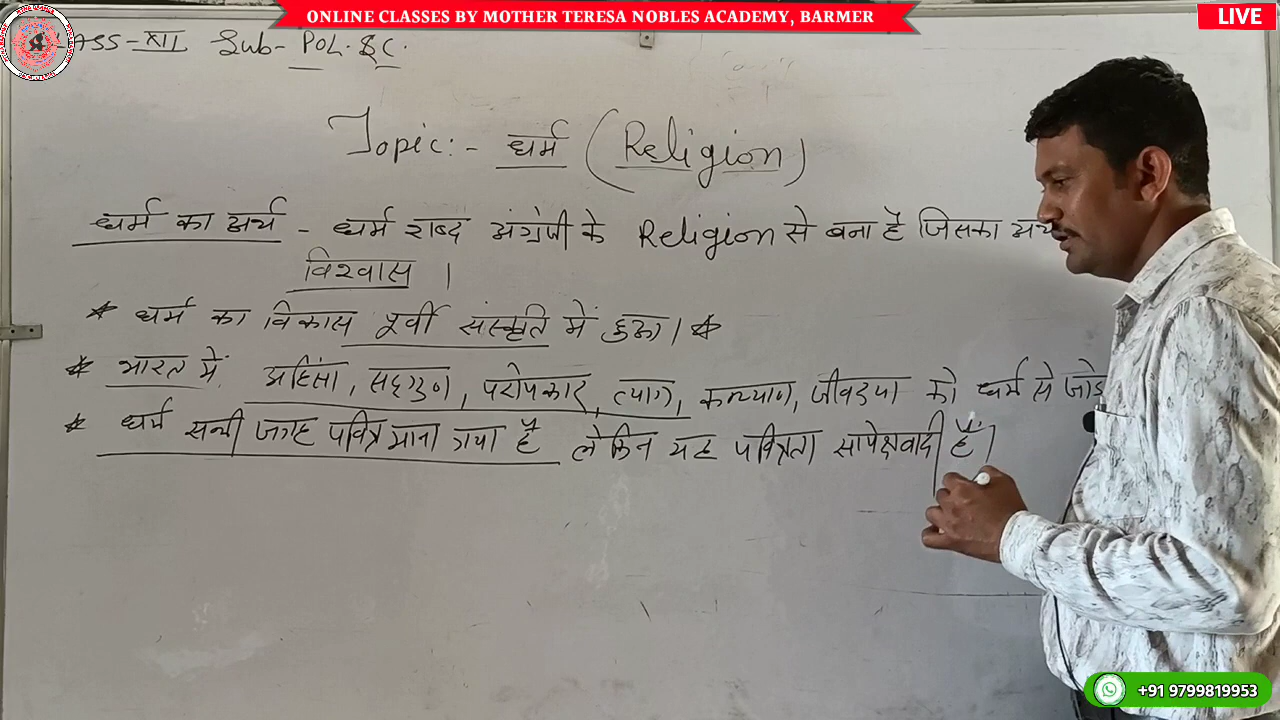 ONLINE CLASSES BY MOTHER TERESA NOBLES ACADEMY, BARMER
LIVE
XII Sub- POL. SC.
Topic:- धर्म (Religion)
धर्म का अर्थ - धर्म शब्द अंग्रेजी के Religion से बना है जिसका
विश्वास ।
* धर्म का विकास पूर्वी संस्कृति में हुआ। *
* भारत में अहिंसा, सद्गुण, परोपकार, त्याग, कल्याण, जीवदया को धर्म से
* धर्म सभी जगह पवित्र माना गया है लेकिन यह पवित्रता सापेक्षवादी हैं।
+91 9799819953